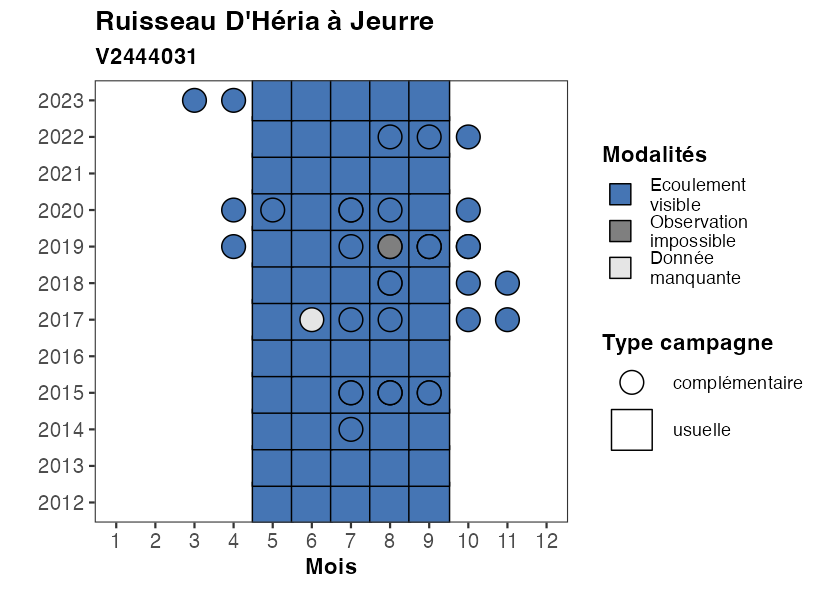 Ruisseau D'Héria à Jeurre
V2444031
2023
2022
2021
2020
2019
2018
2017
2016
2015
2014
2013
2012
1 2 3 4 5 6 7 8 9 10 11 12
Mois
Modalités
Ecoulement
visible
Observation
impossible
Donnée
manquante
Type campagne
complémentaire
usuelle